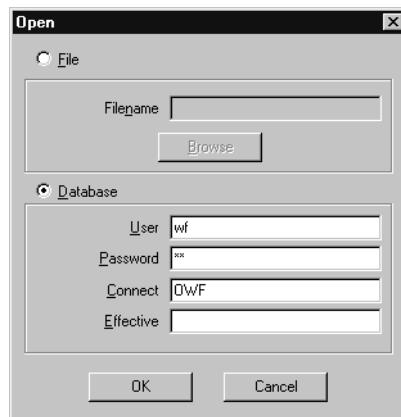 Open
File
Filename
Browse
Database
User wf
Password **
Connect OWF
Effective
OK Cancel